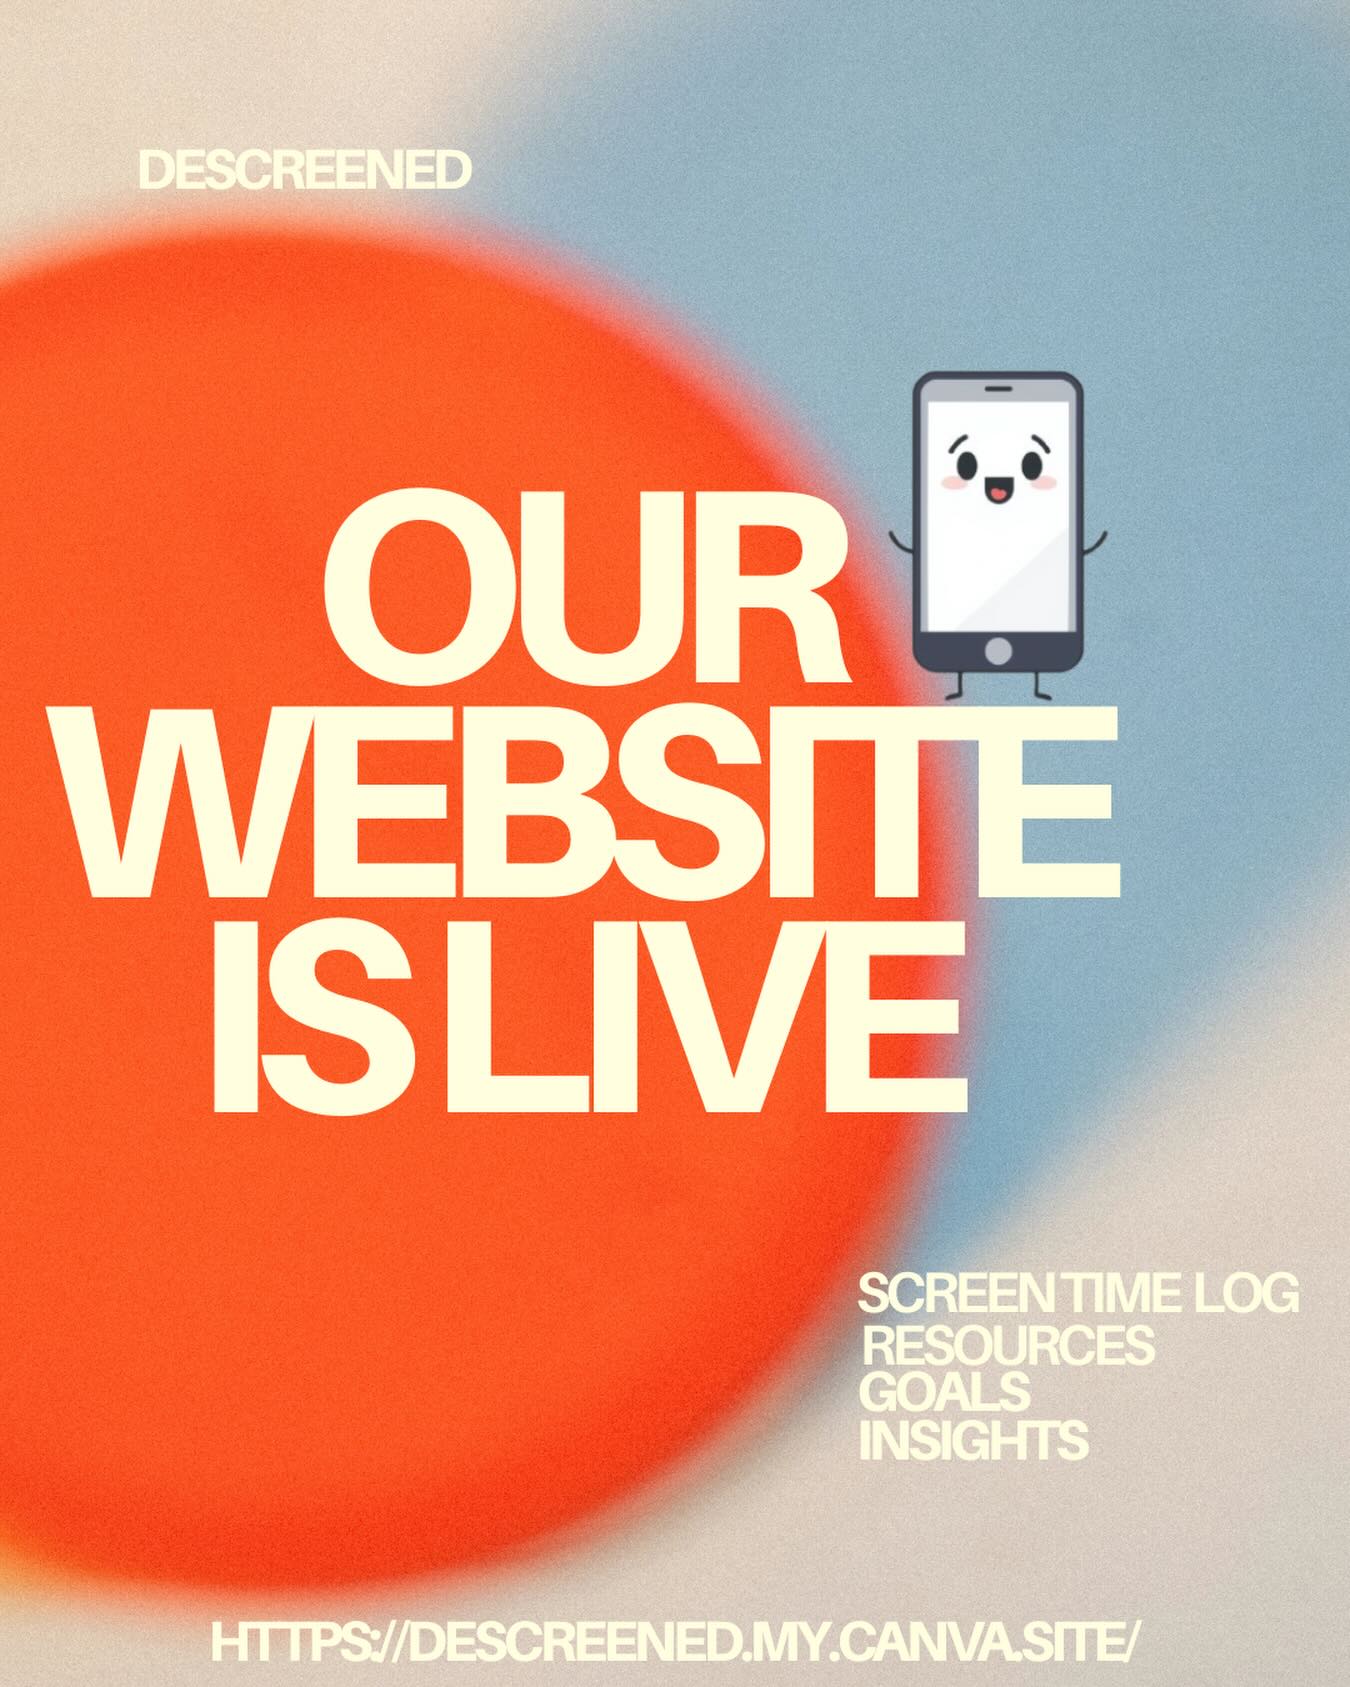 DESCREENED
OUR
WEBSITE
IS LIVE
SCREEN TIME LOG
RESOURCES
GOALS
INSIGHTS
HTTPS://DESCREENED.MY.CANVA.SITE/